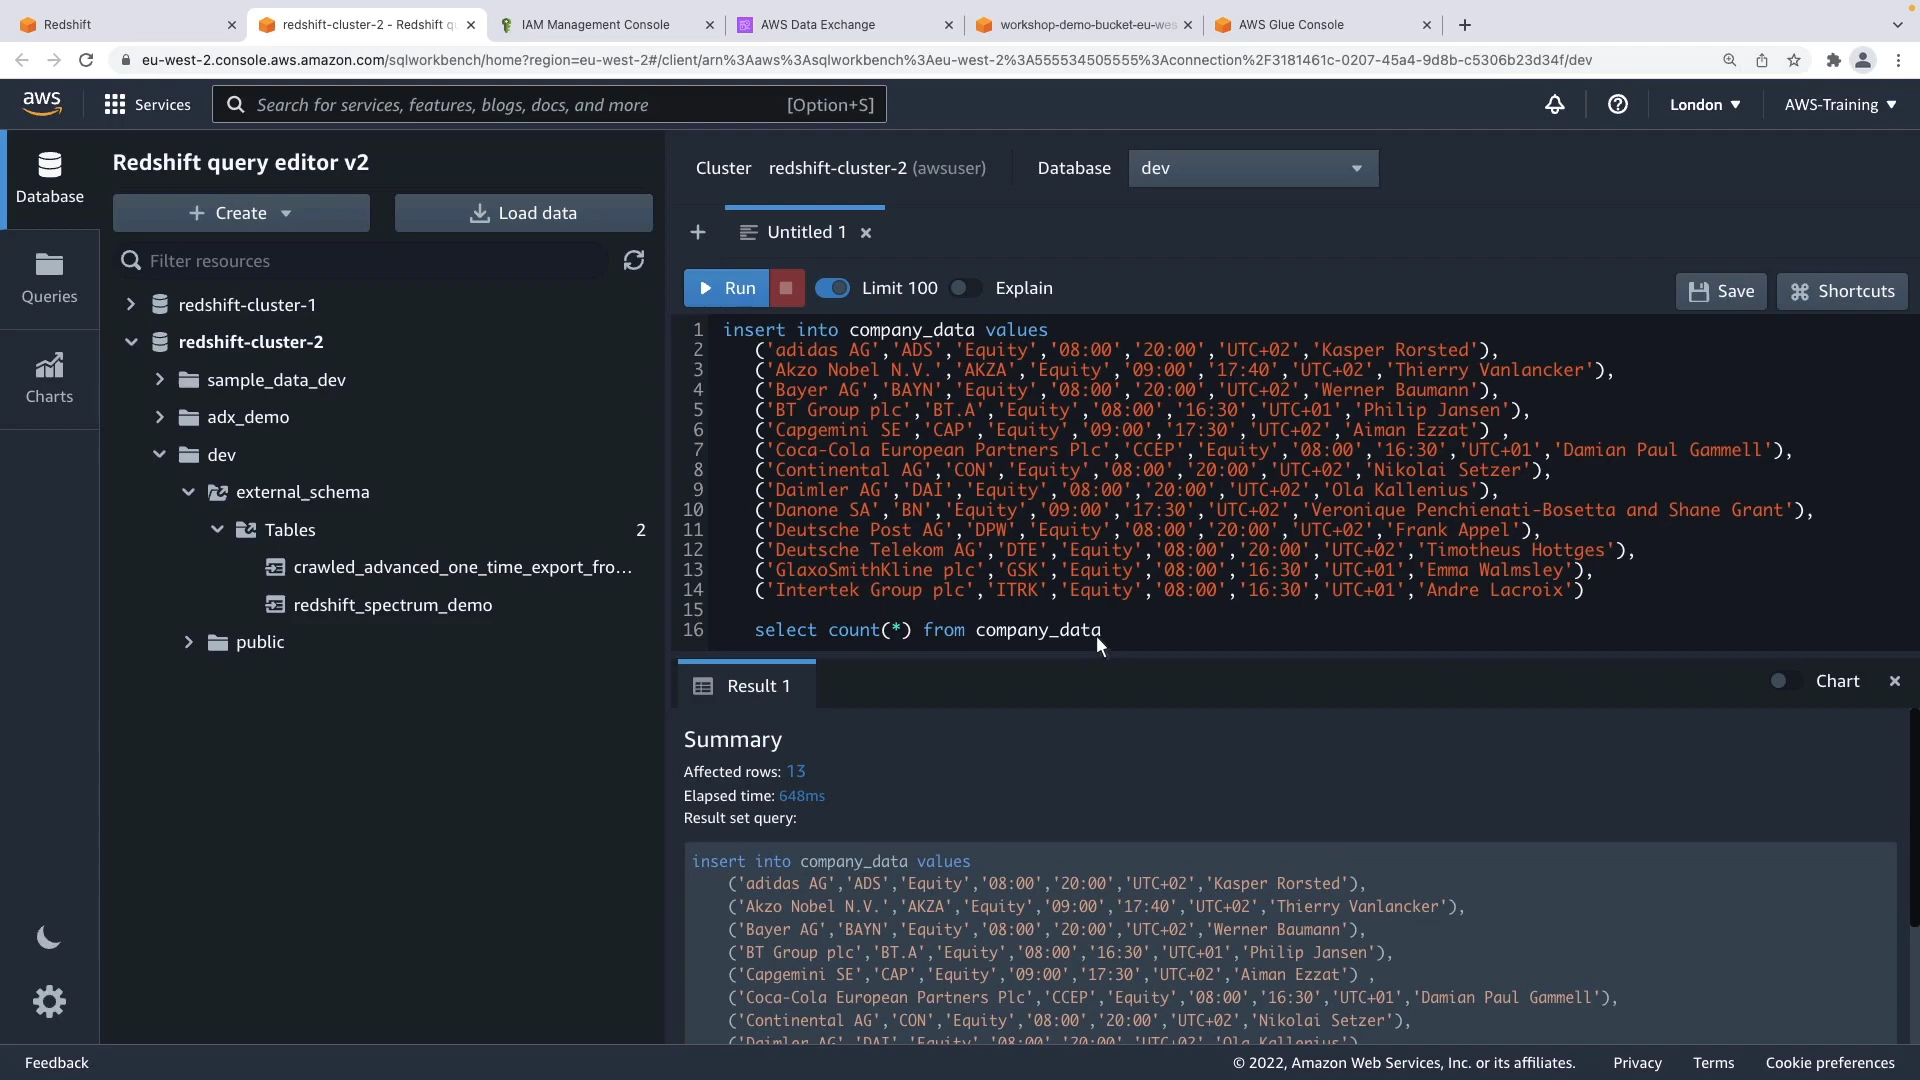 Redshift
redshift-cluster-2 - Redshift qu
IAM Management Console
AWS Data Exchange
workshop-demo-bucket-eu-wes
AWS Glue Console
eu-west-2.console.aws.amazon.com/sqlworkbench/home?region=eu-west-2#/client/arn%3Aaws%3Asqlworkbench%3Aeu-west-2%3A555534505555%3Aconnection%2F3181461c-0207-45a4-9d8b-c5306b23d34f/dev
aws
Services
Search for services, features, blogs, docs, and more
[Option+S]
London
AWS-Training
Database
Queries
Charts
Redshift query editor v2
Create
Load data
Filter resources
redshift-cluster-1
redshift-cluster-2
sample_data_dev
adx_demo
dev
external_schema
Tables 2
crawled_advanced_one_time_export_fro...
redshift_spectrum_demo
public
Cluster redshift-cluster-2 (awsuser)
Database dev
Untitled 1
Run
Limit 100
Explain
Save
Shortcuts
1 insert into company_data values
2 ('adidas AG','ADS','Equity','08:00','20:00','UTC+02','Kasper Rorsted'),
3 ('Akzo Nobel N.V.','AKZA','Equity','09:00','17:40','UTC+02','Thierry Vanlancker'),
4 ('Bayer AG','BAYN','Equity','08:00','20:00','UTC+02','Werner Baumann'),
5 ('BT Group plc','BT.A','Equity','08:00','16:30','UTC+01','Philip Jansen'),
6 ('Capgemini SE','CAP','Equity','09:00','17:30','UTC+02','Aiman Ezzat') ,
7 ('Coca-Cola European Partners Plc','CCEP','Equity','08:00','16:30','UTC+01','Damian Paul Gammell'),
8 ('Continental AG','CON','Equity','08:00','20:00','UTC+02','Nikolai Setzer'),
9 ('Daimler AG','DAI','Equity','08:00','20:00','UTC+02','Ola Kallenius'),
10 ('Danone SA','BN','Equity','09:00','17:30','UTC+02','Veronique Penchienati-Bosetta and Shane Grant'),
11 ('Deutsche Post AG','DPW','Equity','08:00','20:00','UTC+02','Frank Appel'),
12 ('Deutsche Telekom AG','DTE','Equity','08:00','20:00','UTC+02','Timotheus Hottges'),
13 ('GlaxoSmithKline plc','GSK','Equity','08:00','16:30','UTC+01','Emma Walmsley'),
14 ('Intertek Group plc','ITRK','Equity','08:00','16:30','UTC+01','Andre Lacroix')
15
16 select count(*) from company_data
Result 1
Chart
Summary
Affected rows: 13
Elapsed time: 648ms
Result set query:
insert into company_data values
('adidas AG','ADS','Equity','08:00','20:00','UTC+02','Kasper Rorsted'),
('Akzo Nobel N.V.','AKZA','Equity','09:00','17:40','UTC+02','Thierry Vanlancker'),
('Bayer AG','BAYN','Equity','08:00','20:00','UTC+02','Werner Baumann'),
('BT Group plc','BT.A','Equity','08:00','16:30','UTC+01','Philip Jansen'),
('Capgemini SE','CAP','Equity','09:00','17:30','UTC+02','Aiman Ezzat') ,
('Coca-Cola European Partners Plc','CCEP','Equity','08:00','16:30','UTC+01','Damian Paul Gammell'),
('Continental AG','CON','Equity','08:00','20:00','UTC+02','Nikolai Setzer'),
('Daimler AG','DAI','Equity','08:00','20:00','UTC+02','Ola Kallenius'),
Feedback
© 2022, Amazon Web Services, Inc. or its affiliates.
Privacy
Terms
Cookie preferences